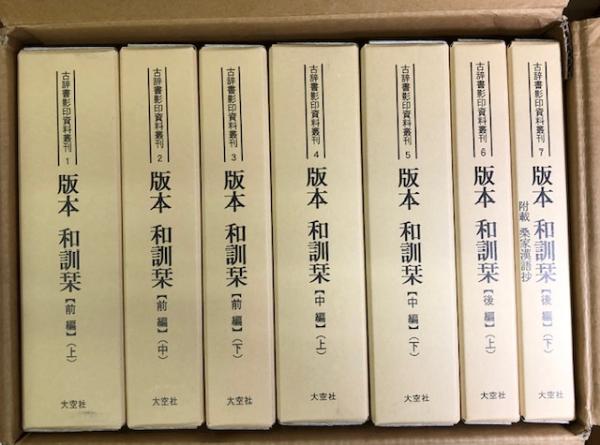 古辞書影印資料叢刊 1
版本 和訓栞【前編】(上)
大空社
古辞書影印資料叢刊 2
版本 和訓栞【前編】(中)
大空社
古辞書影印資料叢刊 3
版本 和訓栞【前編】(下)
大空社
古辞書影印資料叢刊 4
版本 和訓栞【中編】(上)
大空社
古辞書影印資料叢刊 5
版本 和訓栞【中編】(下)
大空社
古辞書影印資料叢刊 6
版本 和訓栞【後編】(上)
大空社
古辞書影印資料叢刊 7
版本 和訓栞【後編】(下)
附載 桑家漢語抄
大空社